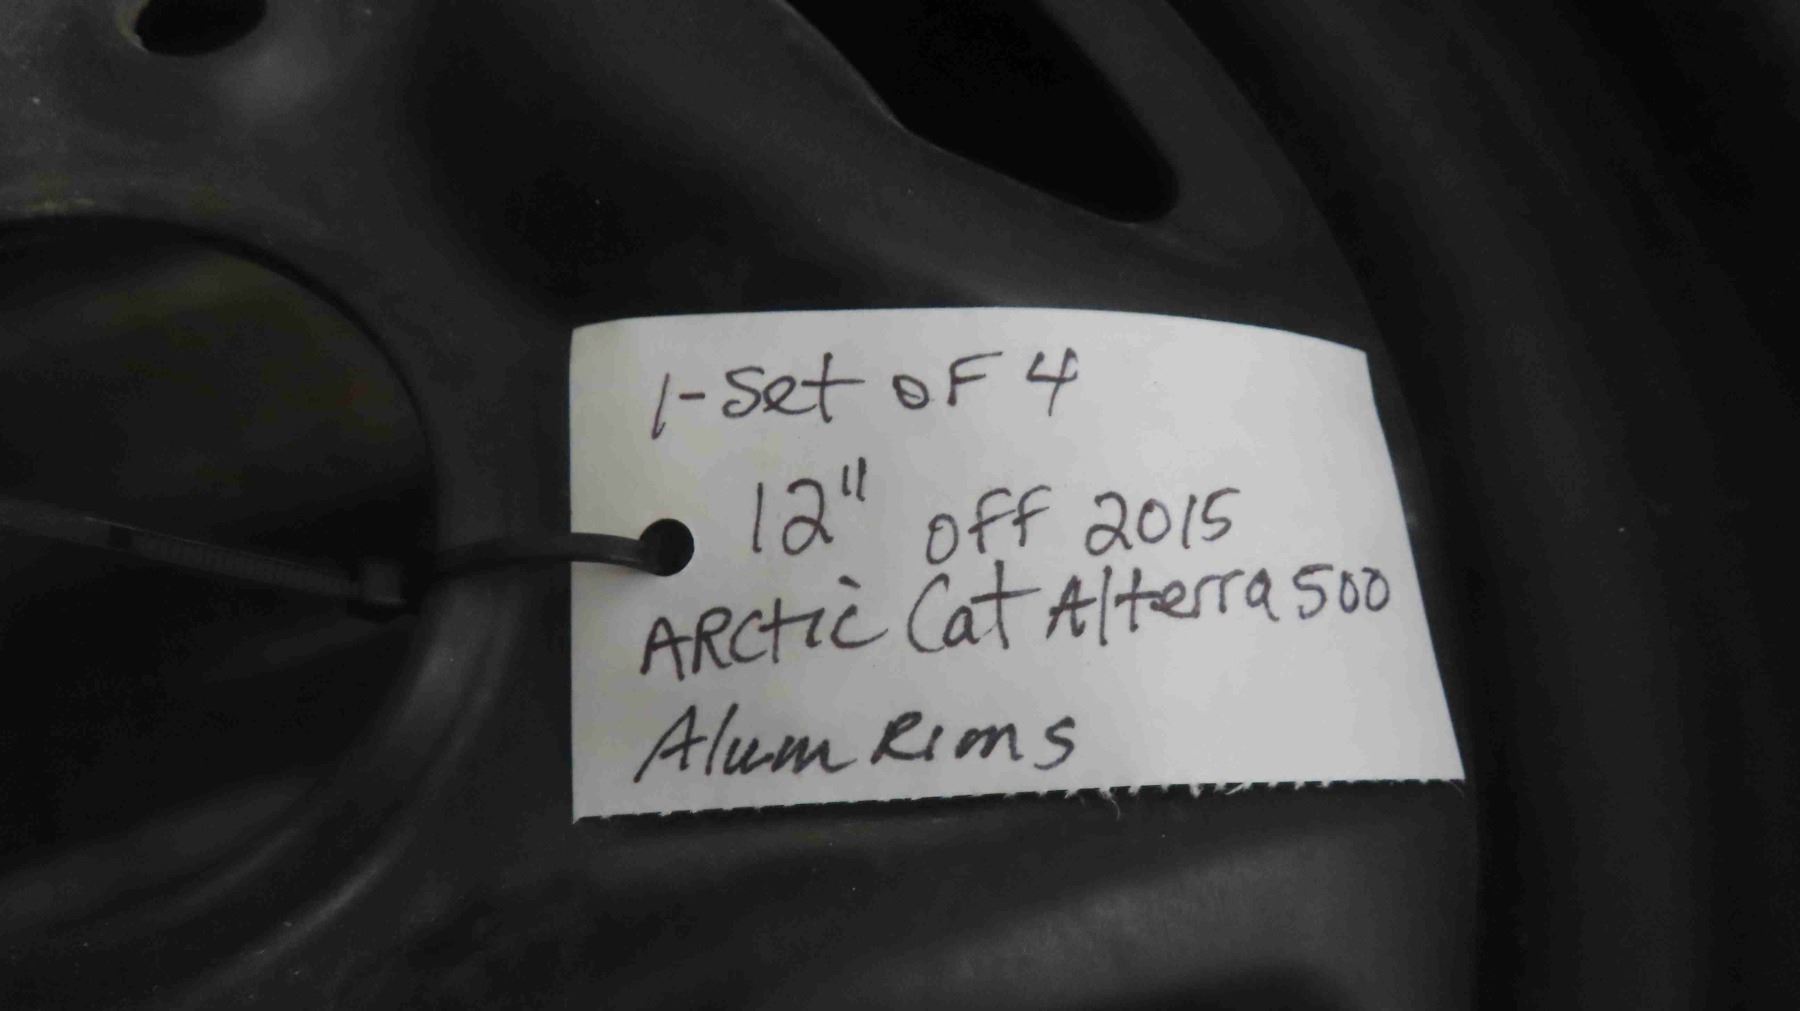 1-Set of 4
12" off 2015
ARctic Cat Alterra 500
Alum Rims